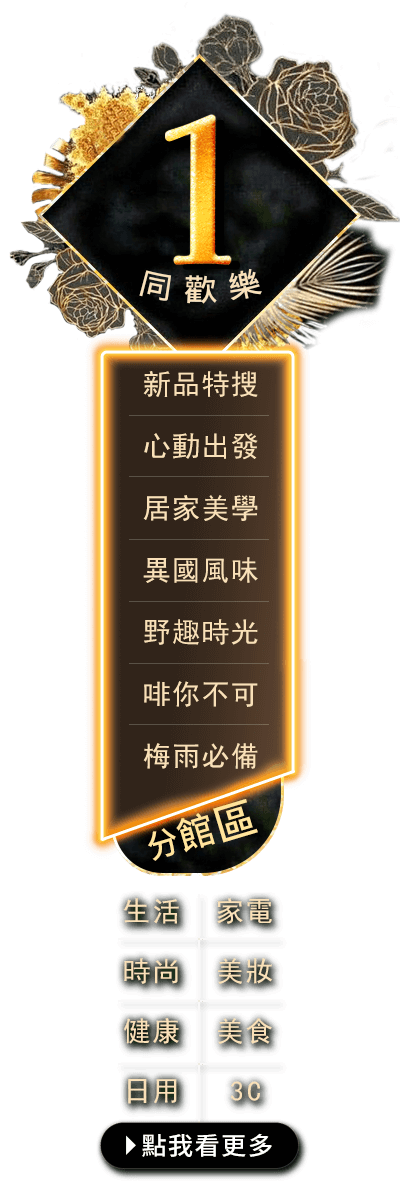 1
同歡樂
新品特搜
心動出發
居家美學
異國風味
野趣時光
啡你不可
梅雨必備
分館區
生活 家電
時尚 美妝
健康 美食
日用 3C
點我看更多